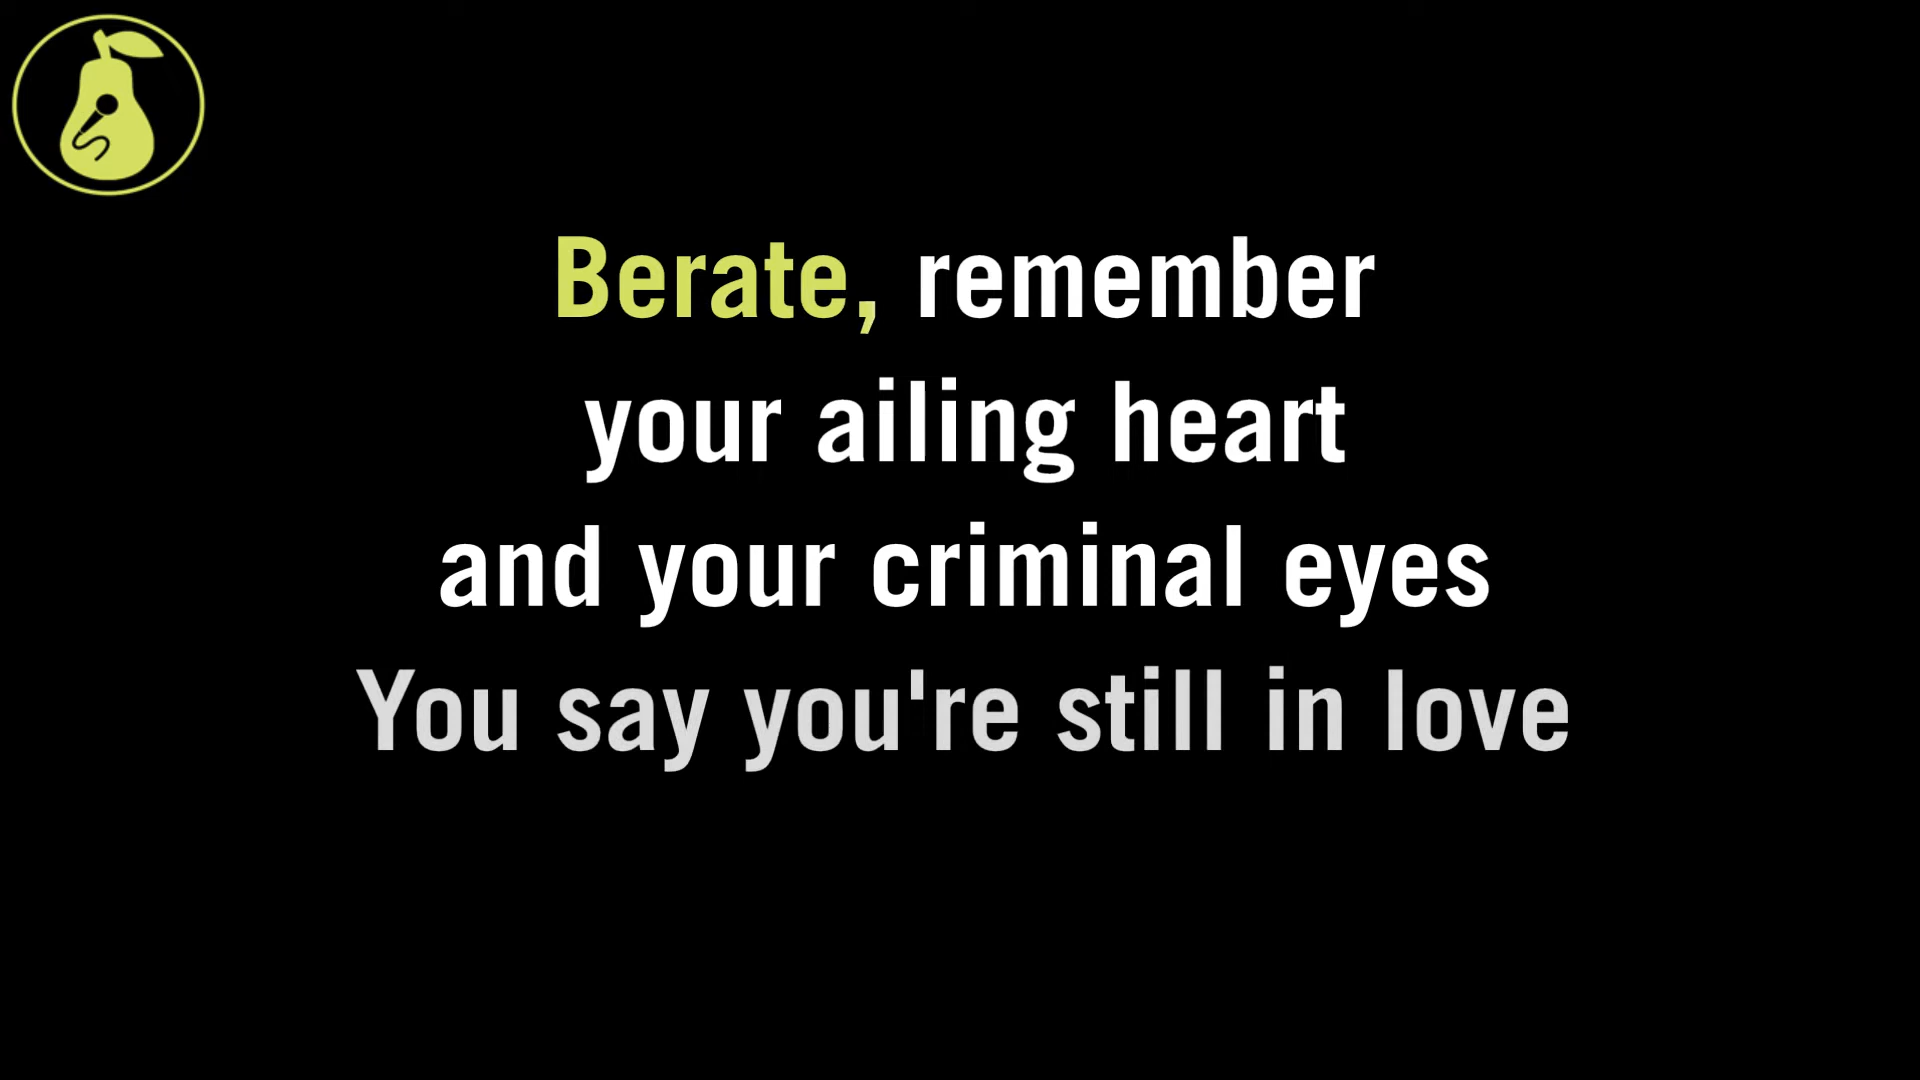 Berate, remember
your ailing heart
and your criminal eyes
You say you're still in love